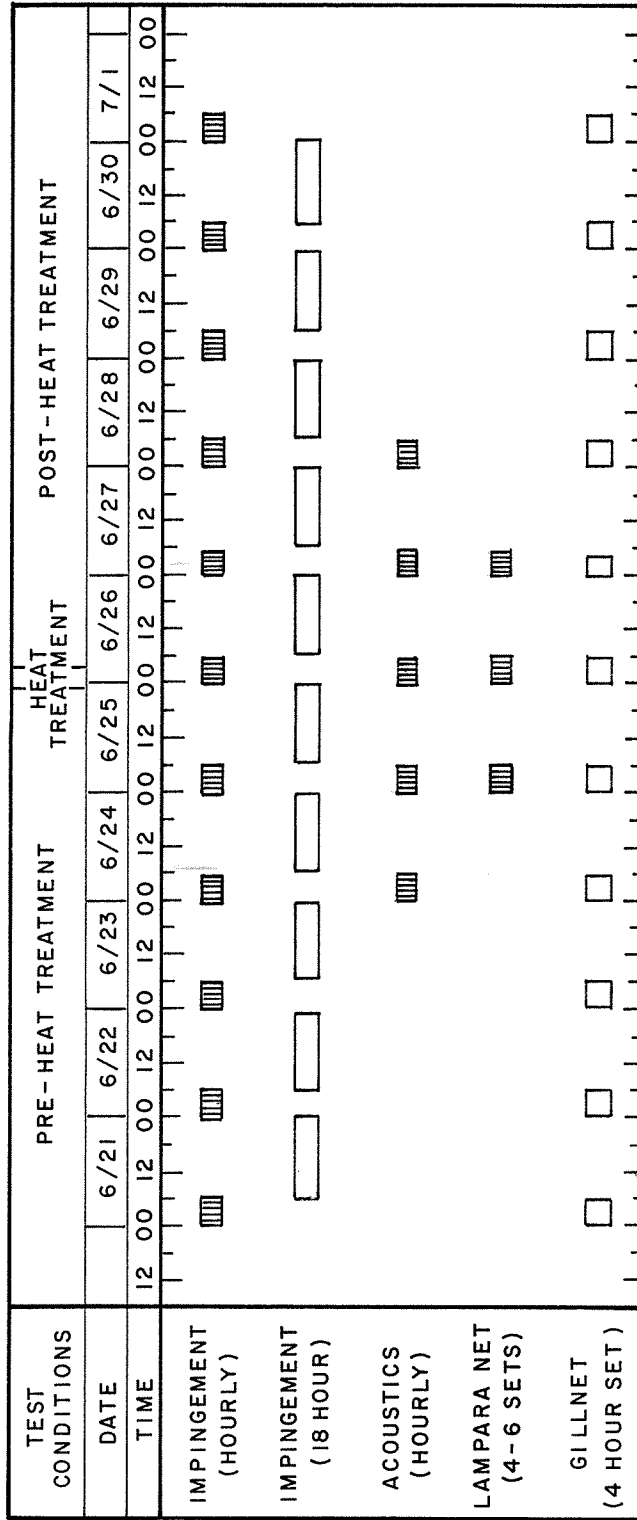 TEST
CONDITIONS
PRE-HEAT TREATMENT
HEAT
TREATMENT
POST-HEAT TREATMENT
DATE 6/21 6/22 6/23 6/24 6/25 6/26 6/27 6/28 6/29 6/30 7/1
TIME 12 00 12 00 12 00 12 00 12 00 12 00 12 00 12 00 12 00 12 00 12 00 12 00
IMPINGEMENT
(HOURLY)
IMPINGEMENT
(18 HOUR)
ACOUSTICS
(HOURLY)
LAMPARA NET
(4-6 SETS)
GILLNET
(4 HOUR SET)